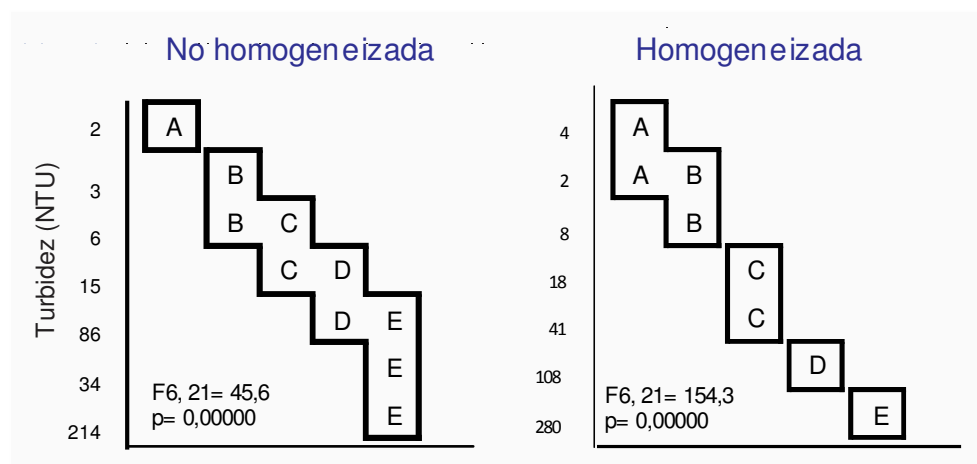 No homogeneizada
Turbidez (NTU)
2 A
3 B
6 B C
15 C D
86 D E
34 E
214 E
F6, 21= 45,6
p= 0,00000
Homogeneizada
4 A
2 A B
8 B
18 C
41 C
108 D
280 E
F6, 21= 154,3
p= 0,00000